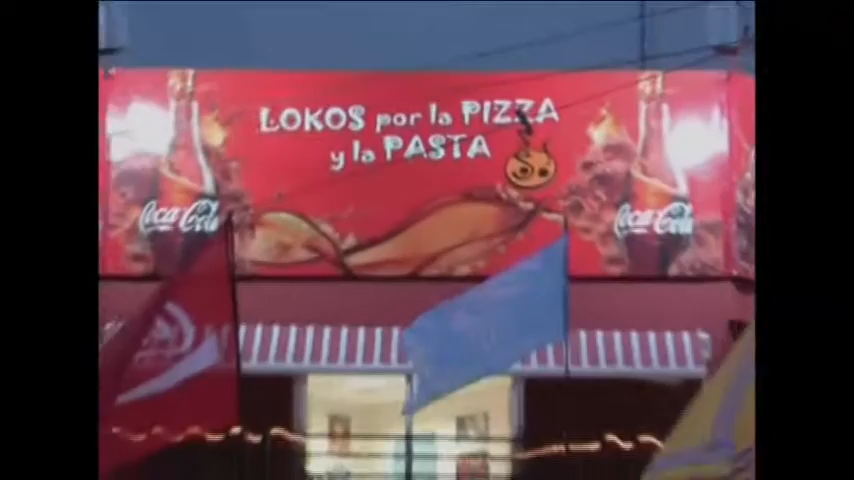 LOKOS por la PIZZA
y la PASTA
Coca-Cola
Coca-Cola